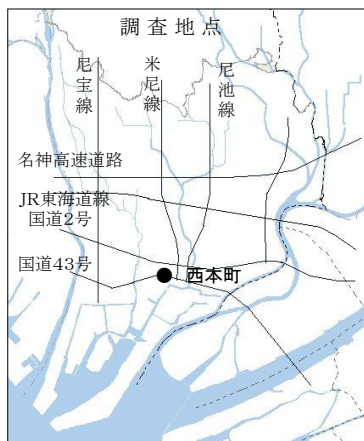 調査地点
尼宝線
米尼線
尼池線
名神高速道路
JR東海道線
国道2号
国道43号
西本町